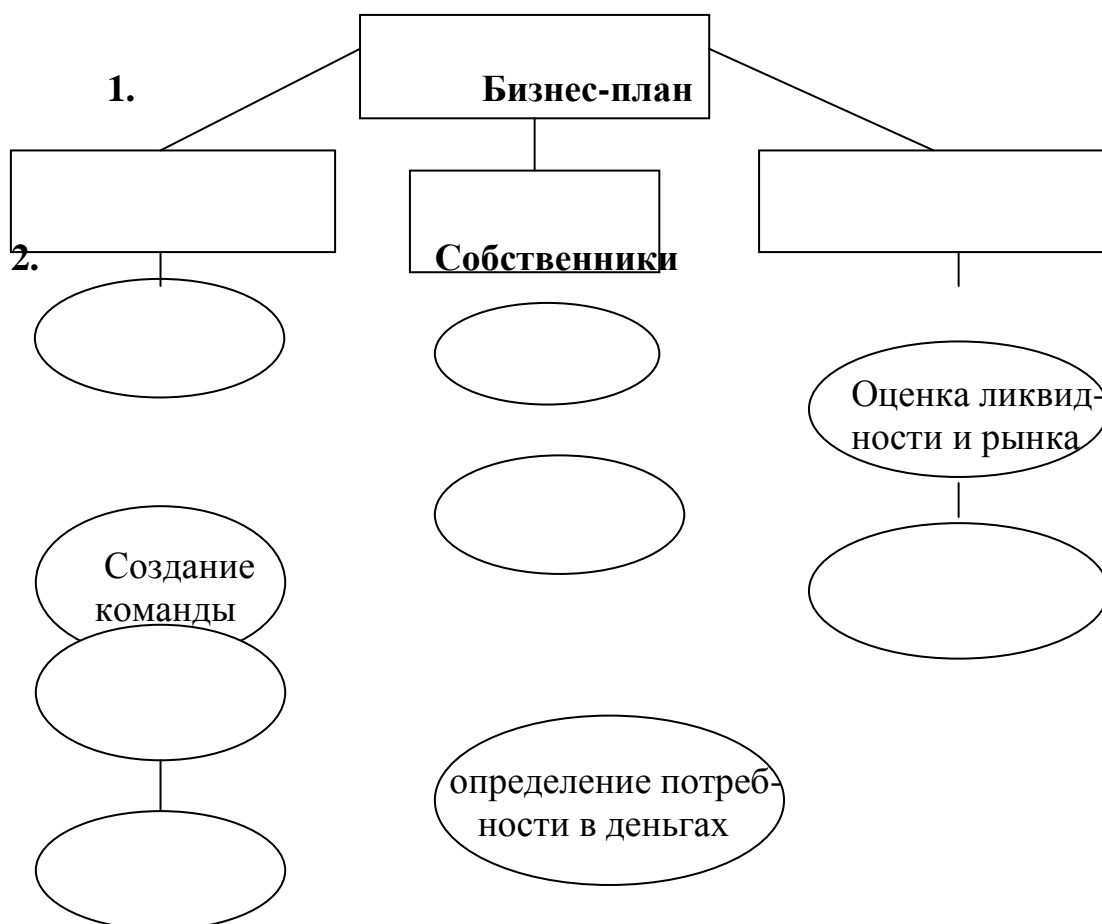 1. Бизнес-план
2. Собственники
Оценка ликвид-
ности и рынка
Создание
команды
определение потреб-
ности в деньгах